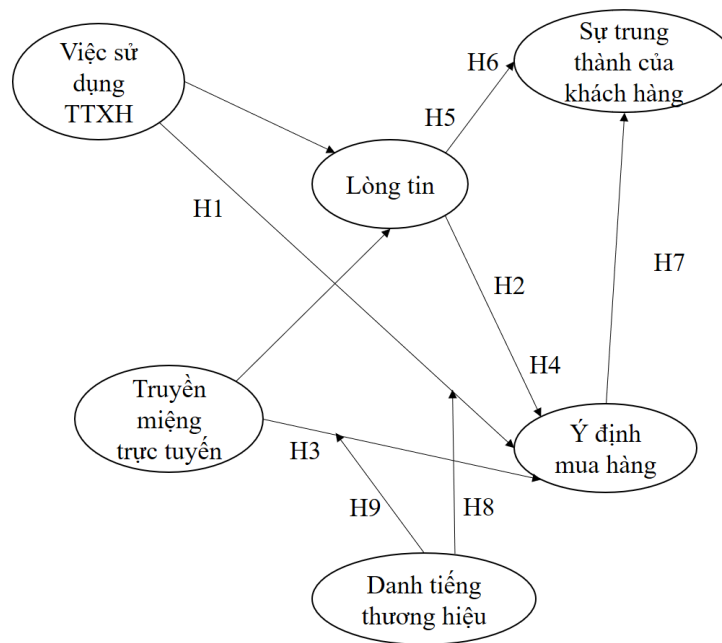 Việc sử
dụng
TTXH
Sự trung
thành của
khách hàng
H6
H5
Lòng tin
H1
H2
H7
H4
Truyền
miệng
trực tuyến
Ý định
mua hàng
H3
H9
H8
Danh tiếng
thương hiệu